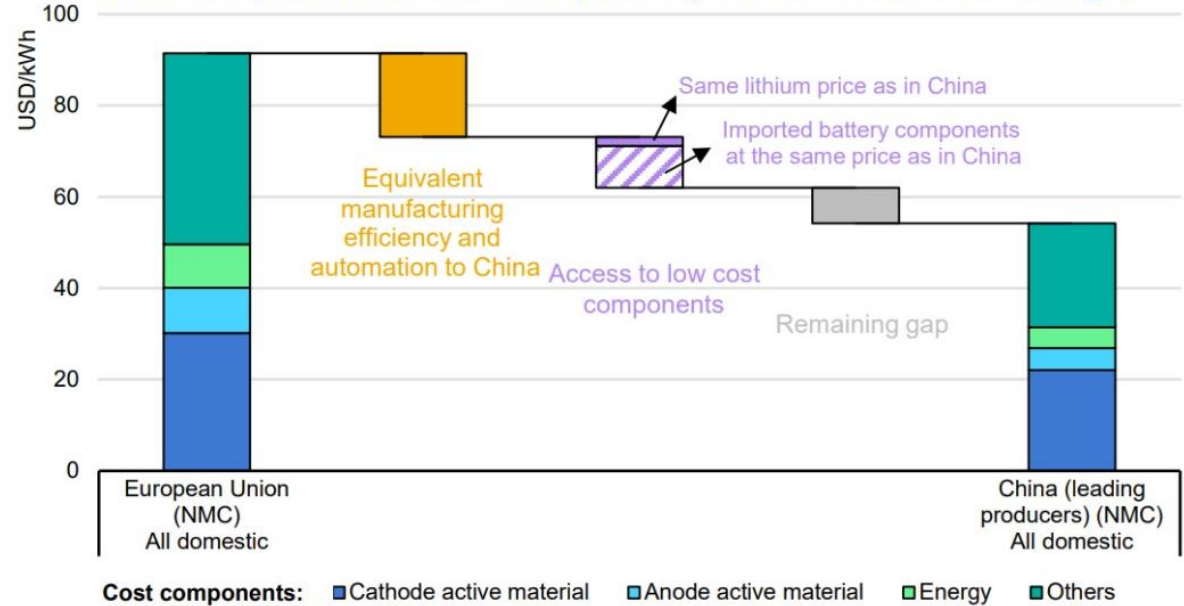 100
USD/kWh
80
60
40
20
0
Same lithium price as in China
Imported battery components
at the same price as in China
Equivalent
manufacturing
efficiency and
automation to China
Access to low cost
components
Remaining gap
European Union
(NMC)
All domestic
China (leading
producers) (NMC)
All domestic
Cost components:
Cathode active material
Anode active material
Energy
Others